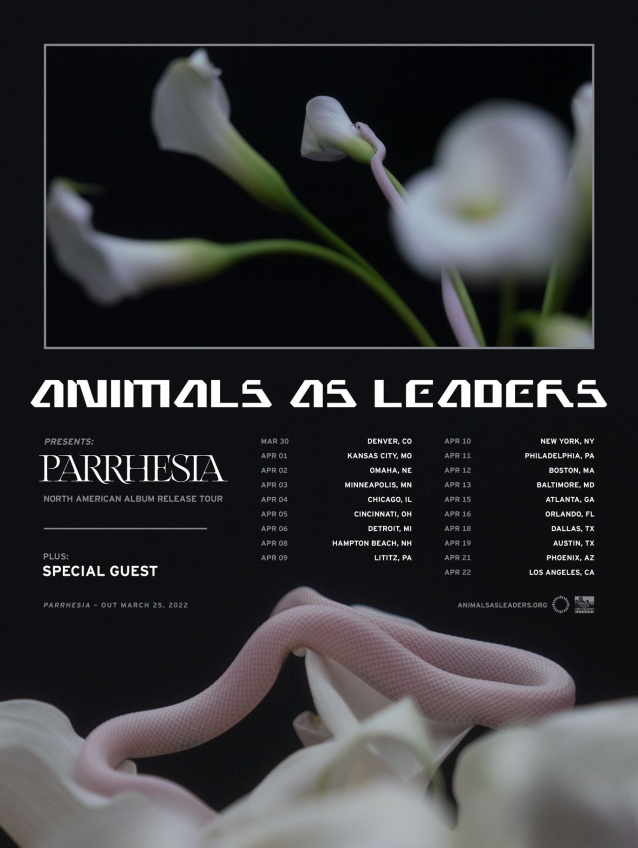 ANIMALS AS LEADERS
PRESENTS:
PARRHESIA
NORTH AMERICAN ALBUM RELEASE TOUR
PLUS:
SPECIAL GUEST
MAR 30 DENVER, CO
APR 01 KANSAS CITY, MO
APR 02 OMAHA, NE
APR 03 MINNEAPOLIS, MN
APR 04 CHICAGO, IL
APR 05 CINCINNATI, OH
APR 06 DETROIT, MI
APR 08 HAMPTON BEACH, NH
APR 09 LITITZ, PA
APR 10 NEW YORK, NY
APR 11 PHILADELPHIA, PA
APR 12 BOSTON, MA
APR 13 BALTIMORE, MD
APR 15 ATLANTA, GA
APR 16 ORLANDO, FL
APR 18 DALLAS, TX
APR 19 AUSTIN, TX
APR 21 PHOENIX, AZ
APR 22 LOS ANGELES, CA
PARRHESIA – OUT MARCH 25, 2022
ANIMALSASLEADERS.ORG